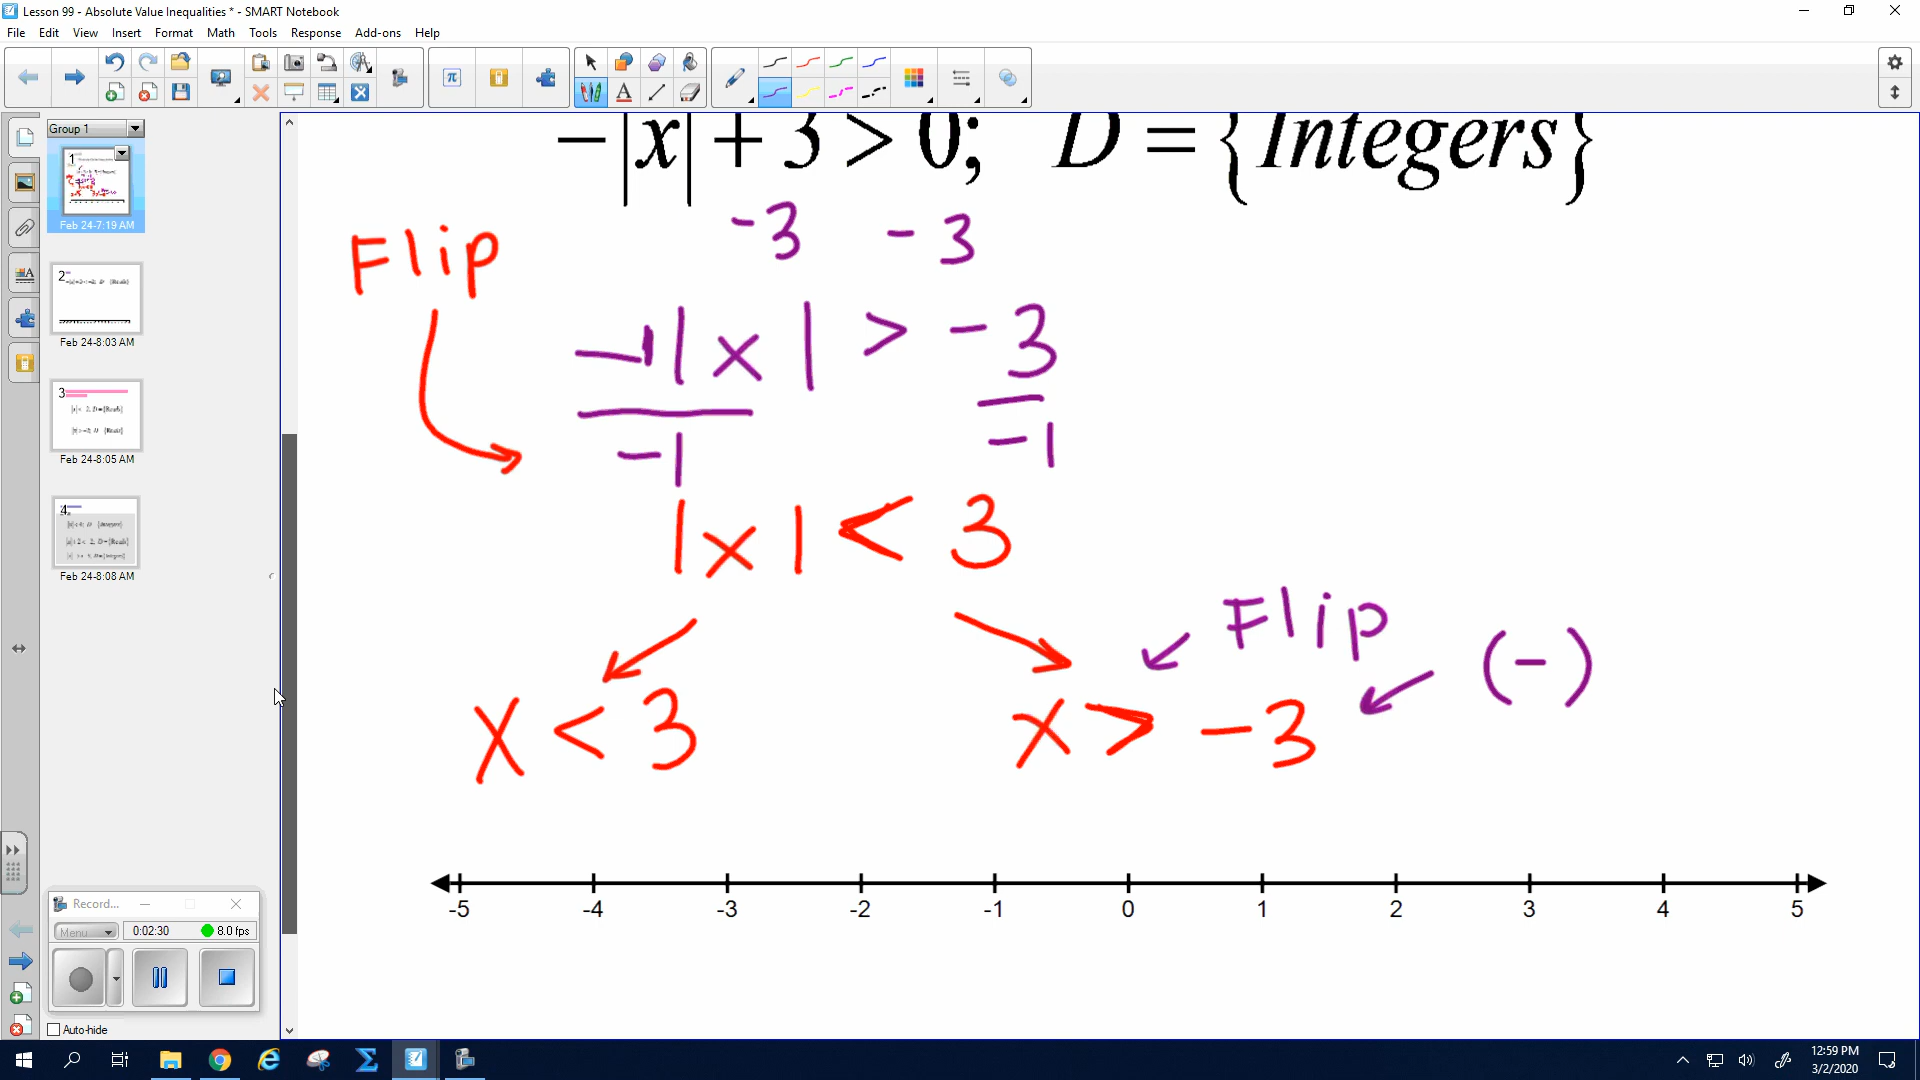 Lesson 99 - Absolute Value Inequalities * - SMART Notebook
File Edit View Insert Format Math Tools Response Add-ons Help
Group 1
1
Feb 24-7:19 AM
2
Feb 24-8:03 AM
3
Feb 24-8:05 AM
4
Feb 24-8:08 AM
−|x| + 3 > 0; D = {Integers}
-3 -3
Flip
-1|x| > -3
-1 -1
|x| < 3
Flip
(-)
x < 3 x > -3
-5 -4 -3 -2 -1 0 1 2 3 4 5
Record...
Menu 0:02:30 8.0 fps
Auto-hide
12:59 PM
3/2/2020